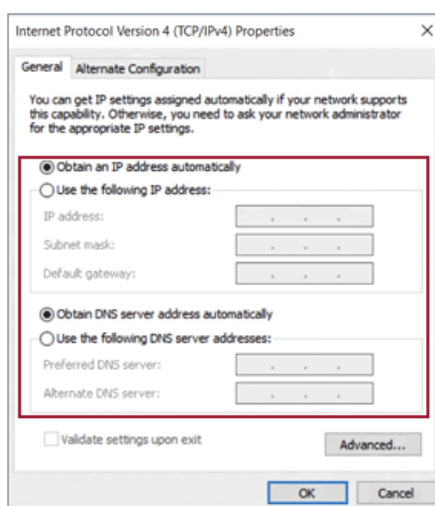 Internet Protocol Version 4 (TCP/IPv4) Properties
General
Alternate Configuration
You can get IP settings assigned automatically if your network supports
this capability. Otherwise, you need to ask your network administrator
for the appropriate IP settings.
Obtain an IP address automatically
Use the following IP address:
IP address:
Subnet mask:
Default gateway:
Obtain DNS server address automatically
Use the following DNS server addresses:
Preferred DNS server:
Alternate DNS server:
Validate settings upon exit
Advanced...
OK
Cancel